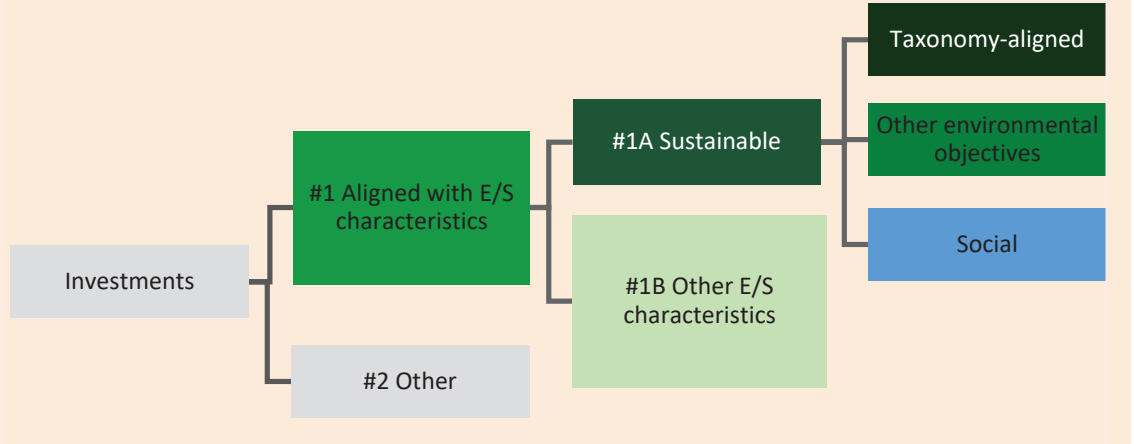 Investments
#1 Aligned with E/S
characteristics
#2 Other
#1A Sustainable
#1B Other E/S
characteristics
Taxonomy-aligned
Other environmental
objectives
Social